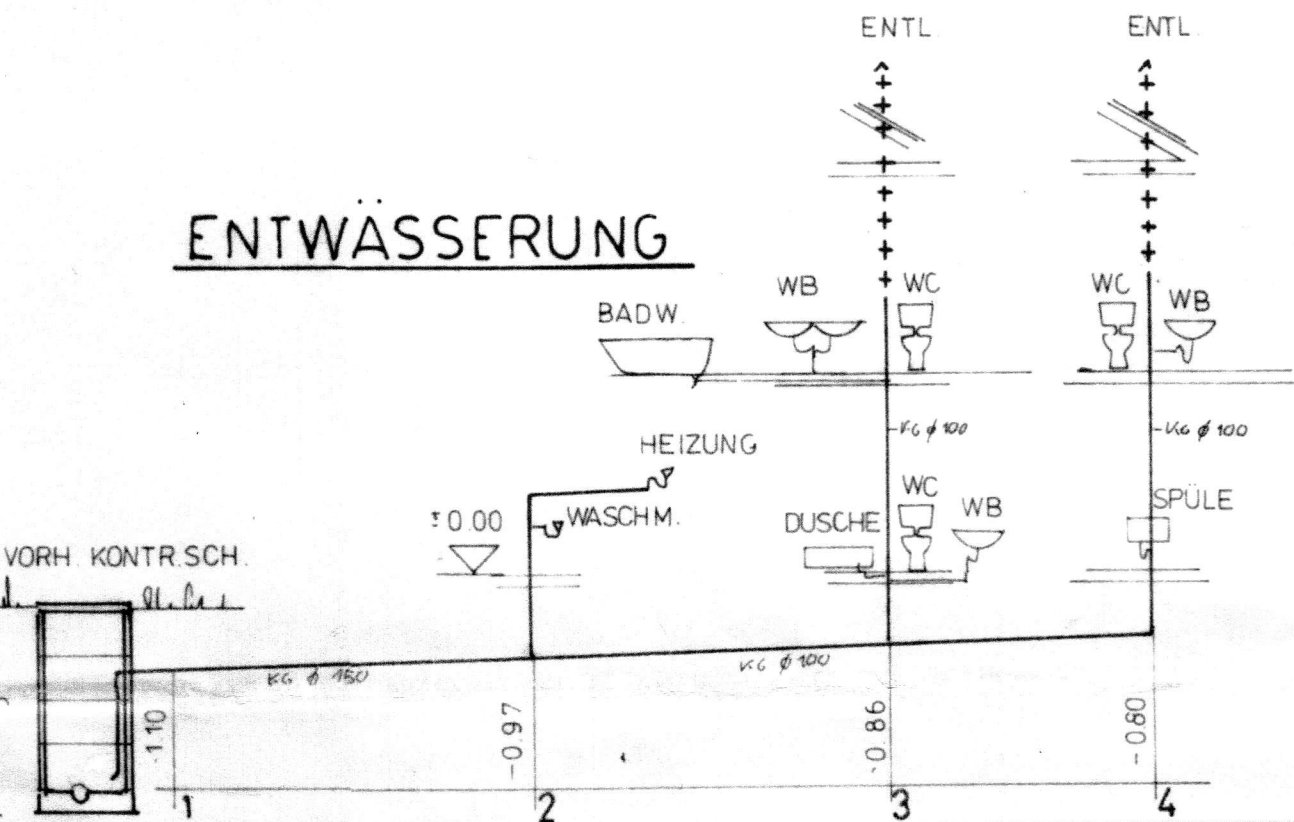 ENTL.
ENTL.
ENTWÄSSERUNG
BADW.
WB
WC
WC
WB
KG ϕ 100
KG ϕ 100
HEIZUNG
WASCHM.
± 0.00
DUSCHE
WC
WB
SPÜLE
VORH. KONTR.SCH.
KG ϕ 150
KG ϕ 100
-1.10
-0.97
-0.86
-0.80
1
2
3
4